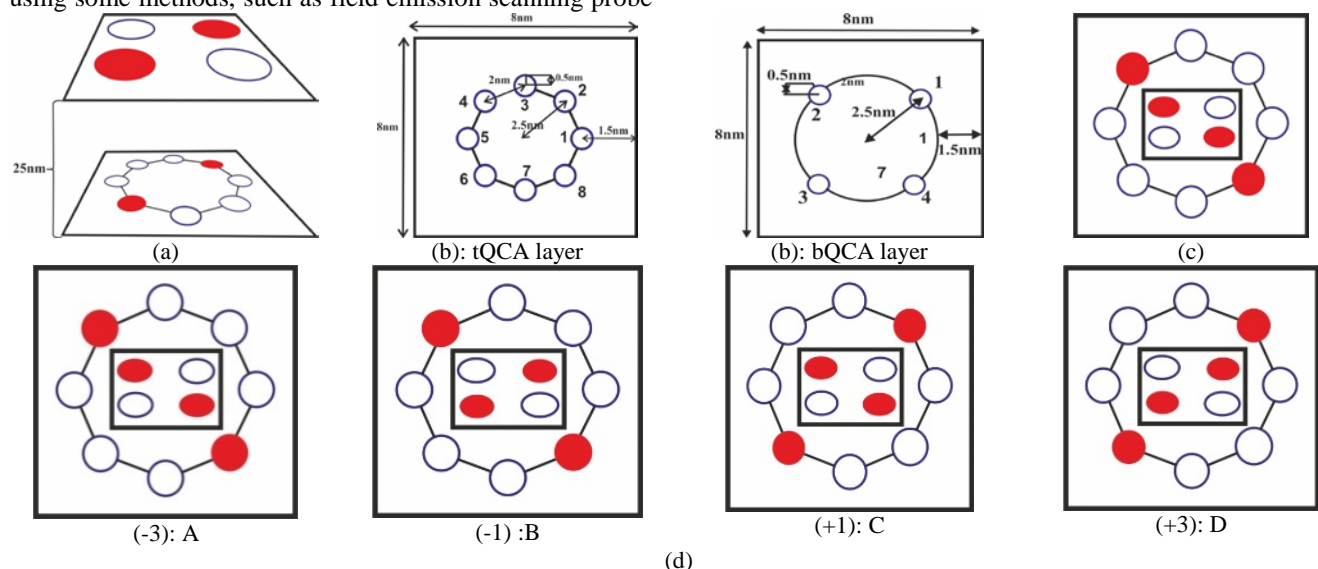 using some methods, such as field emission scanning probe
25nm
(a)
8nm
8nm
2nm
0.5nm
4
3
2
2.5nm
5
1
1.5nm
6
7
8
(b): tQCA layer
8nm
8nm
0.5nm
2nm
1
2
2.5nm
1
1.5nm
7
3
4
(b): bQCA layer
(c)
(-3): A
(-1) :B
(+1): C
(+3): D
(d)